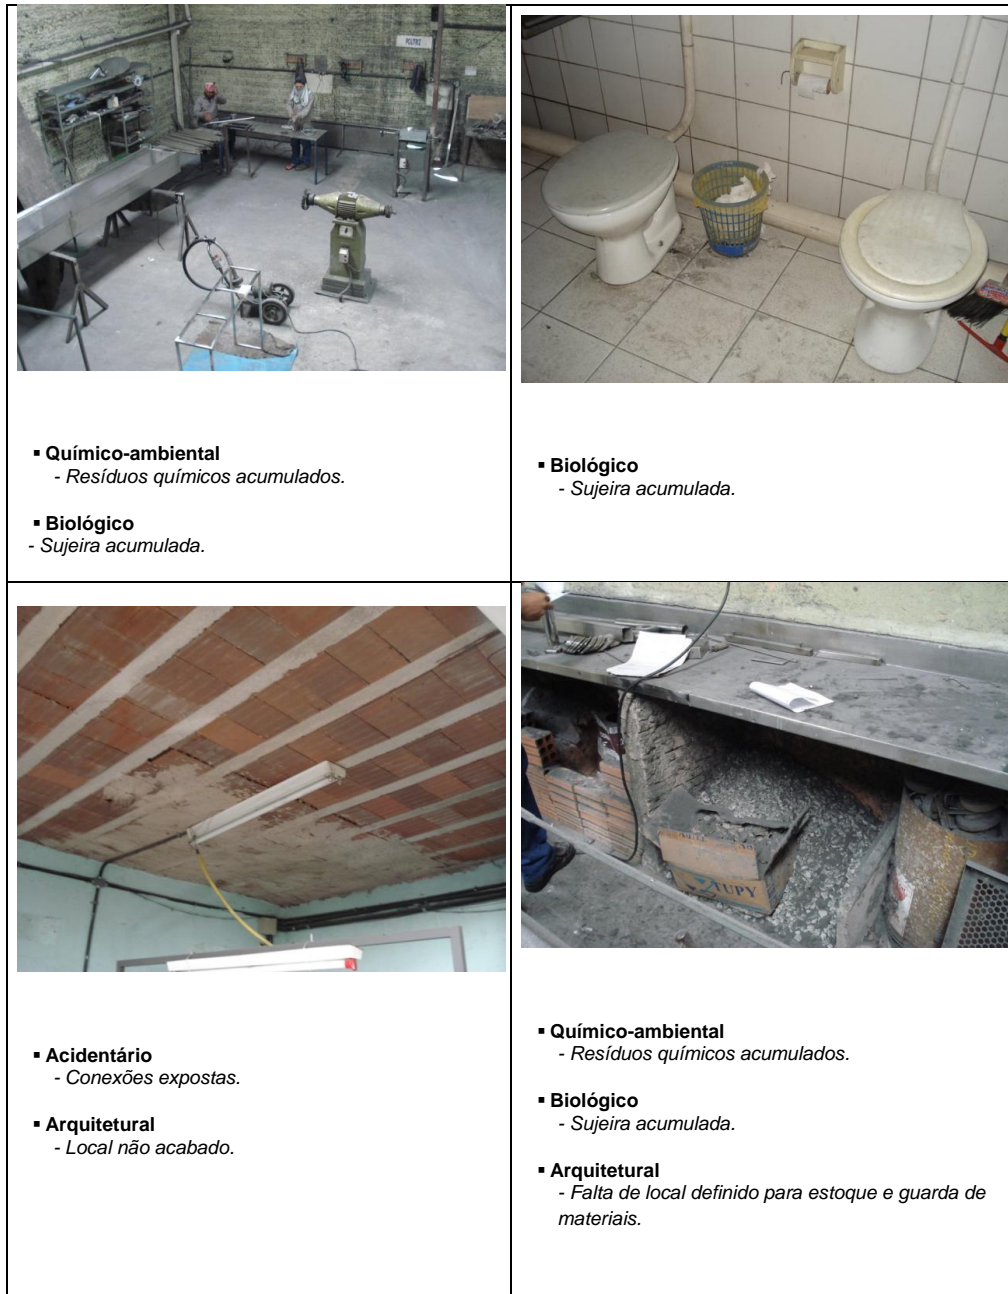 POLITRIZ
▪ Químico-ambiental
- Resíduos químicos acumulados.
▪ Biológico
- Sujeira acumulada.
▪ Biológico
- Sujeira acumulada.
▪ Acidentário
- Conexões expostas.
▪ Arquitetural
- Local não acabado.
TUPY
▪ Químico-ambiental
- Resíduos químicos acumulados.
▪ Biológico
- Sujeira acumulada.
▪ Arquitetural
- Falta de local definido para estoque e guarda de
materiais.